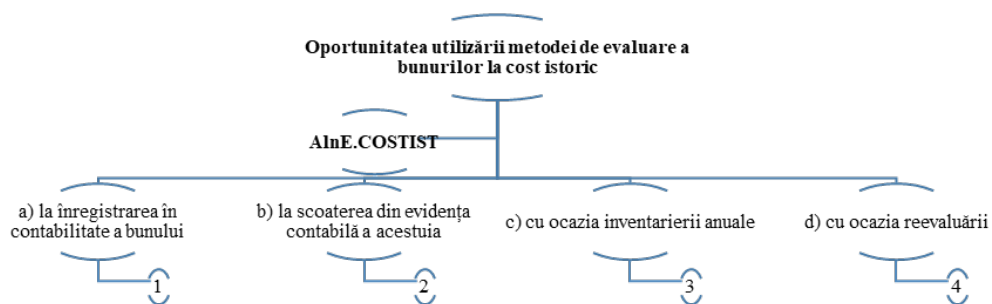 Oportunitatea utilizării metodei de evaluare a
bunurilor la cost istoric
AlnE.COSTIST
a) la înregistrarea în
contabilitate a bunului
b) la scoaterea din evidența
contabilă a acestuia
c) cu ocazia inventarierii anuale
d) cu ocazia reevaluării
1
2
3
4